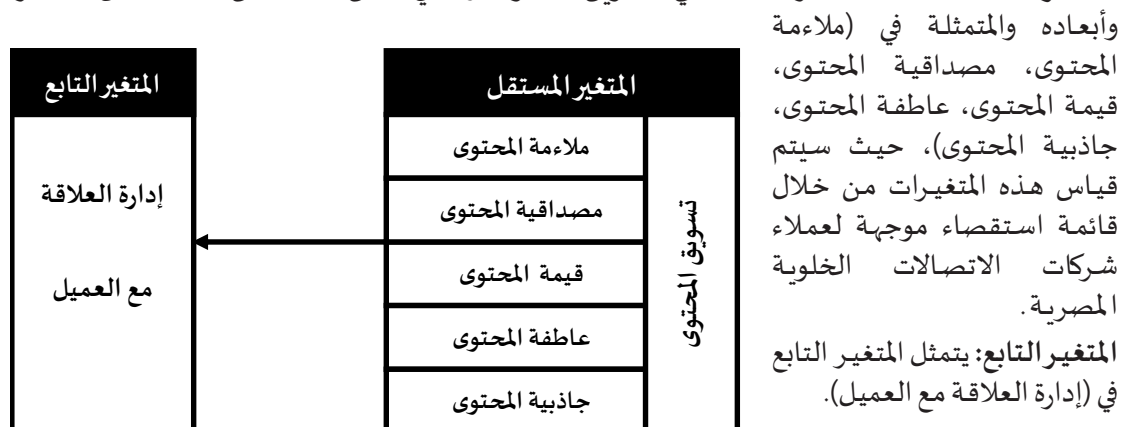 وأبعاده والمتمثلة في (ملاءمة
المحتوى، مصداقية المحتوى،
قيمة المحتوى، عاطفة المحتوى،
جاذبية المحتوى)، حيث سيتم
قياس هذه المتغيرات من خلال
قائمة استقصاء موجهة لعملاء
شركات الاتصالات الخلوية
المصرية.
المتغير التابع: يتمثل المتغير التابع
في (إدارة العلاقة مع العميل).
المتغير المستقل
تسويق المحتوى
ملاءمة المحتوى
مصداقية المحتوى
قيمة المحتوى
عاطفة المحتوى
جاذبية المحتوى
المتغير التابع
إدارة العلاقة
مع العميل